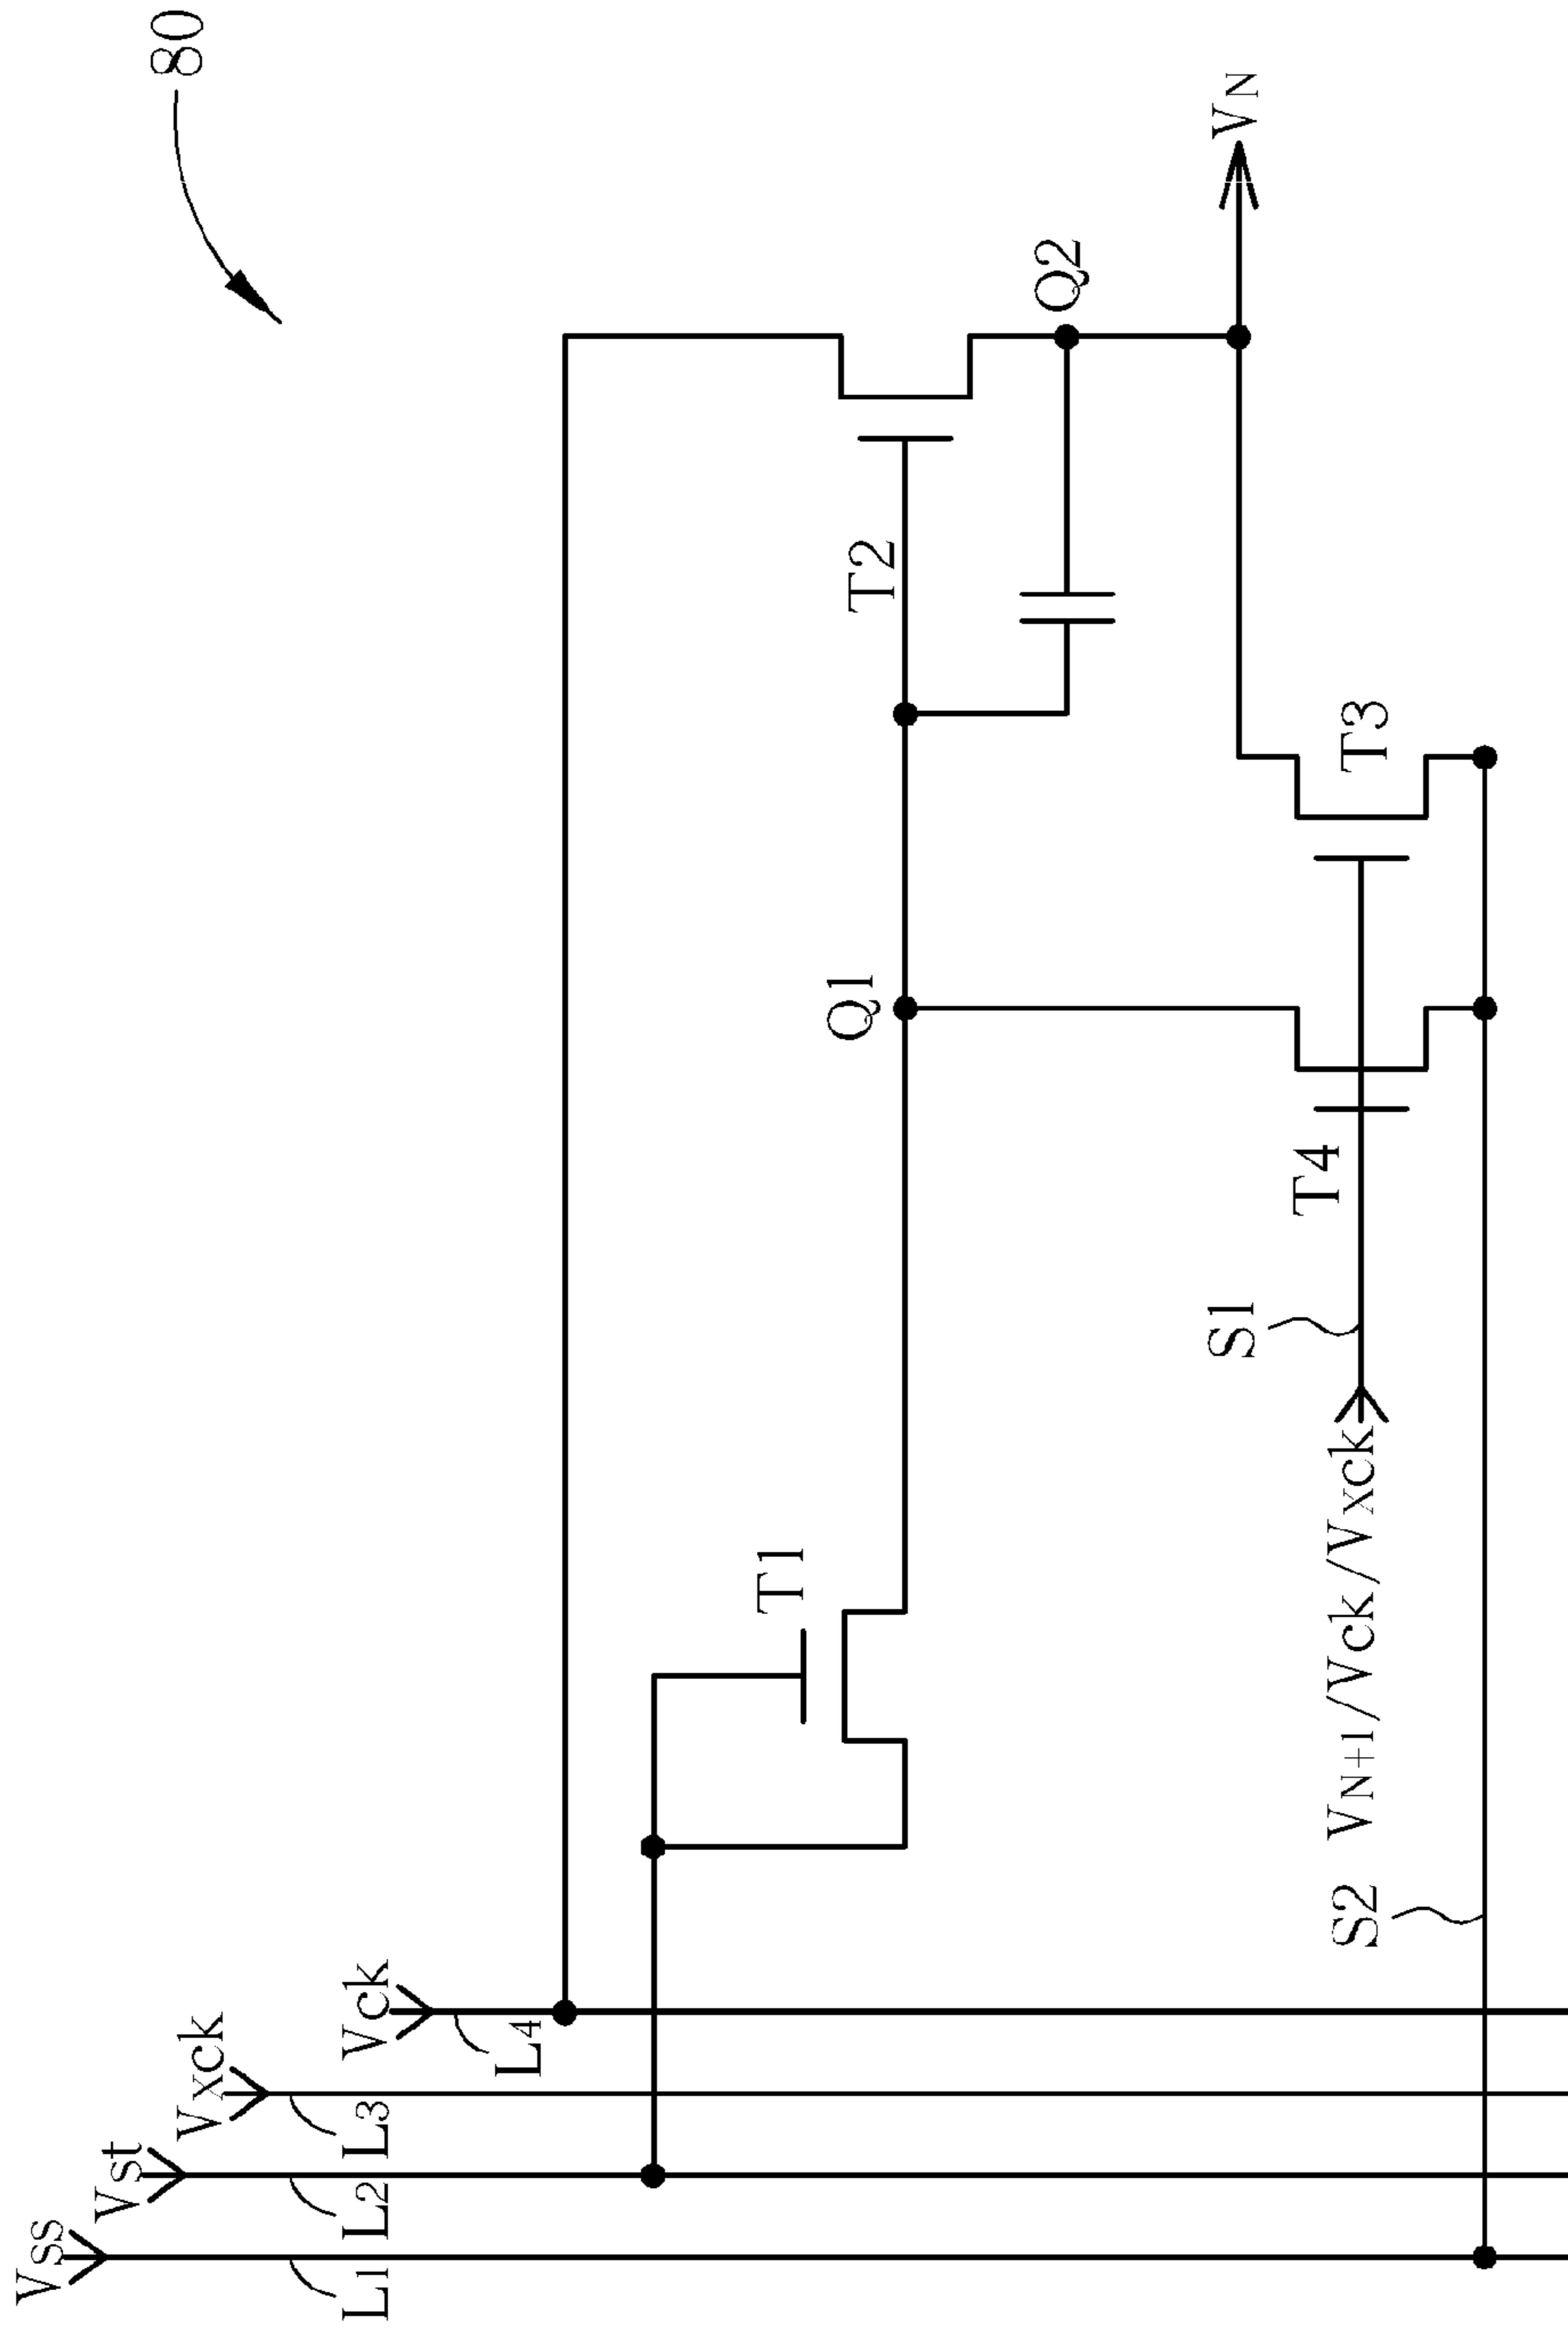 80
Vss
Vst
Vxck
Vck
L1
L2
L3
L4
T1
Q1
T2
Q2
VN
T4
T3
S1
VN+1/Vck/Vxck
S2